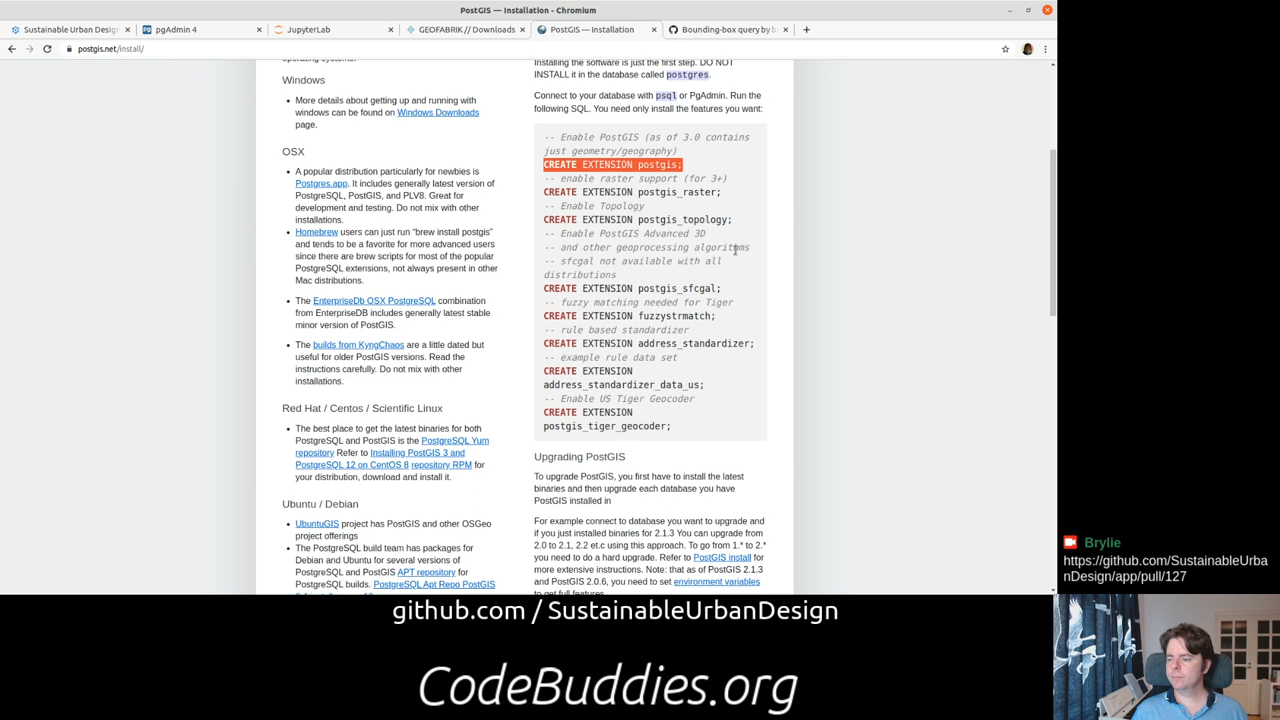 PostGIS — Installation - Chromium
Sustainable Urban Desig
pgAdmin 4
JupyterLab
GEOFABRIK // Downloads
PostGIS — Installation
Bounding-box query by b
postgis.net/install/
Windows
More details about getting up and running with
windows can be found on Windows Downloads
page.
OSX
A popular distribution particularly for newbies is
Postgres.app. It includes generally latest version of
PostgreSQL, PostGIS, and PLV8. Great for
development and testing. Do not mix with other
installations.
Homebrew users can just run “brew install postgis”
and tends to be a favorite for more advanced users
since there are brew scripts for most of the popular
PostgreSQL extensions, not always present in other
Mac distributions.
The EnterpriseDb OSX PostgreSQL combination
from EnterpriseDB includes generally latest stable
minor version of PostGIS.
The builds from KyngChaos are a little dated but
useful for older PostGIS versions. Read the
instructions carefully. Do not mix with other
installations.
Red Hat / Centos / Scientific Linux
The best place to get the latest binaries for both
PostgreSQL and PostGIS is the PostgreSQL Yum
repository Refer to Installing PostGIS 3 and
PostgreSQL 12 on CentOS 8 repository RPM for
your distribution, download and install it.
Ubuntu / Debian
UbuntuGIS project has PostGIS and other OSGeo
project offerings
The PostgreSQL build team has packages for
Debian and Ubuntu for several versions of
PostgreSQL and PostGIS APT repository for
PostgreSQL builds. PostgreSQL Apt Repo PostGIS
Installing the software is just the first step. DO NOT
INSTALL it in the database called postgres.
Connect to your database with psql or PgAdmin. Run the
following SQL. You need only install the features you want:
-- Enable PostGIS (as of 3.0 contains
just geometry/geography)
CREATE EXTENSION postgis;
-- enable raster support (for 3+)
CREATE EXTENSION postgis_raster;
-- Enable Topology
CREATE EXTENSION postgis_topology;
-- Enable PostGIS Advanced 3D
-- and other geoprocessing algorithms
-- sfcgal not available with all
distributions
CREATE EXTENSION postgis_sfcgal;
-- fuzzy matching needed for Tiger
CREATE EXTENSION fuzzystrmatch;
-- rule based standardizer
CREATE EXTENSION address_standardizer;
-- example rule data set
CREATE EXTENSION
address_standardizer_data_us;
-- Enable US Tiger Geocoder
CREATE EXTENSION
postgis_tiger_geocoder;
Upgrading PostGIS
To upgrade PostGIS, you first have to install the latest
binaries and then upgrade each database you have
PostGIS installed in
For example connect to database you want to upgrade and
if you just installed binaries for 2.1.3 You can upgrade from
2.0 to 2.1, 2.2 et.c using this approach. To go from 1.* to 2.*
you need to do a hard upgrade. Refer to PostGIS install for
more extensive instructions. Note: that as of PostGIS 2.1.3
and PostGIS 2.0.6, you need to set environment variables
to get full features.
Brylie
https://github.com/SustainableUrba
nDesign/app/pull/127
github.com / SustainableUrbanDesign
CodeBuddies.org